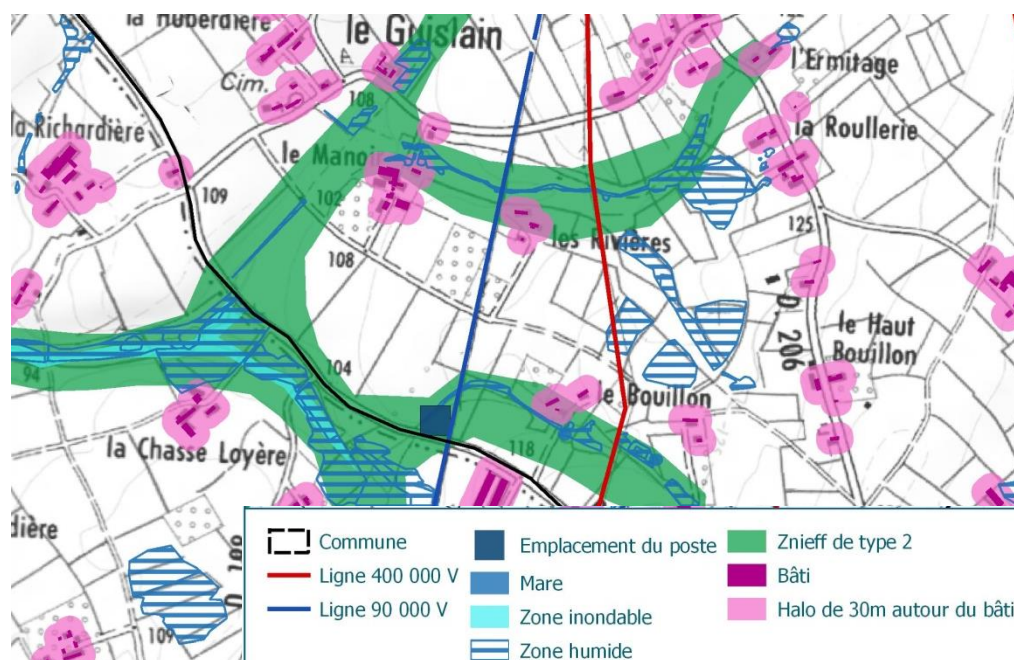 la Huberdière
le Guislain
122
l'Ermitage
Cim.
108
la Richardière
la Roullerie
le Manoir
109
102
les Rivières
125
108
D. 206
le Haut
Bouillon
104
94
le Bouillon
la Chasse Loyère
118
dière
109
Commune
Ligne 400 000 V
Ligne 90 000 V
Emplacement du poste
Mare
Zone inondable
Zone humide
Znieff de type 2
Bâti
Halo de 30m autour du bâti